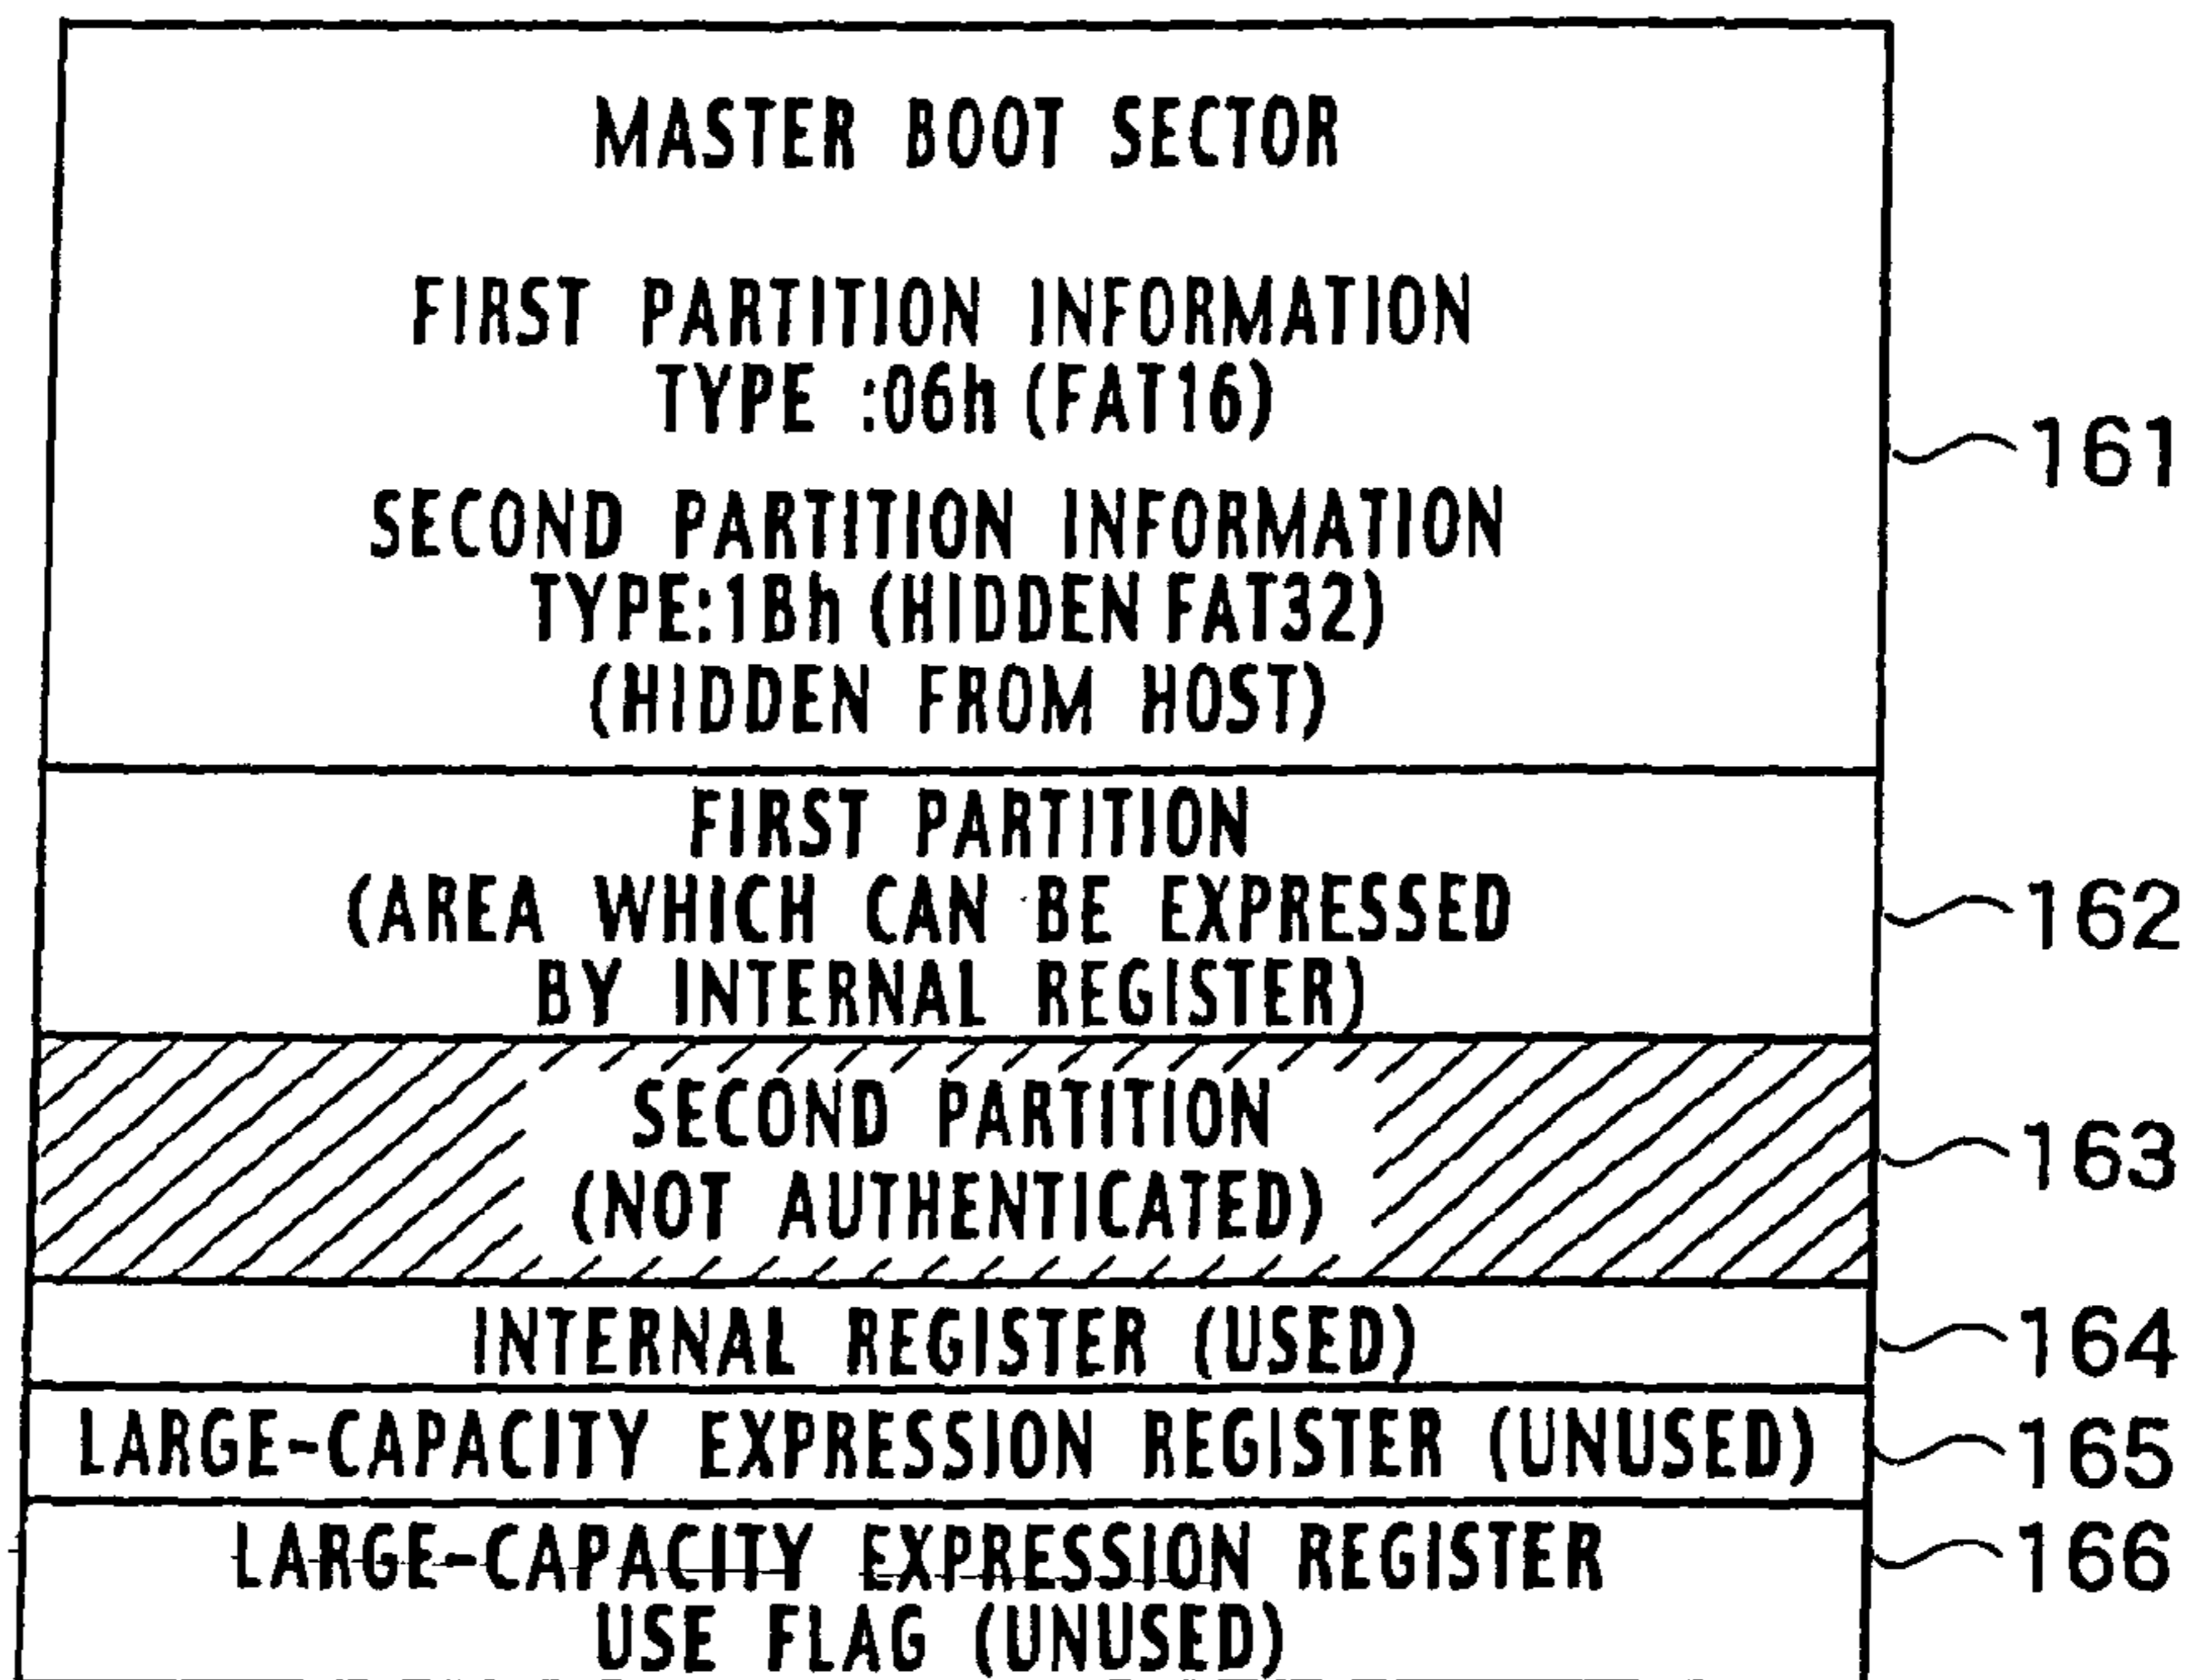 MASTER BOOT SECTOR
FIRST PARTITION INFORMATION
TYPE :06h (FAT16)
161
SECOND PARTITION INFORMATION
TYPE:1Bh (HIDDEN FAT32)
(HIDDEN FROM HOST)
FIRST PARTITION
(AREA WHICH CAN BE EXPRESSED
162
BY INTERNAL REGISTER)
SECOND PARTITION
163
(NOT AUTHENTICATED)
INTERNAL REGISTER (USED)
164
LARGE-CAPACITY EXPRESSION REGISTER (UNUSED)
165
LARGE-CAPACITY EXPRESSION REGISTER
166
USE FLAG (UNUSED)